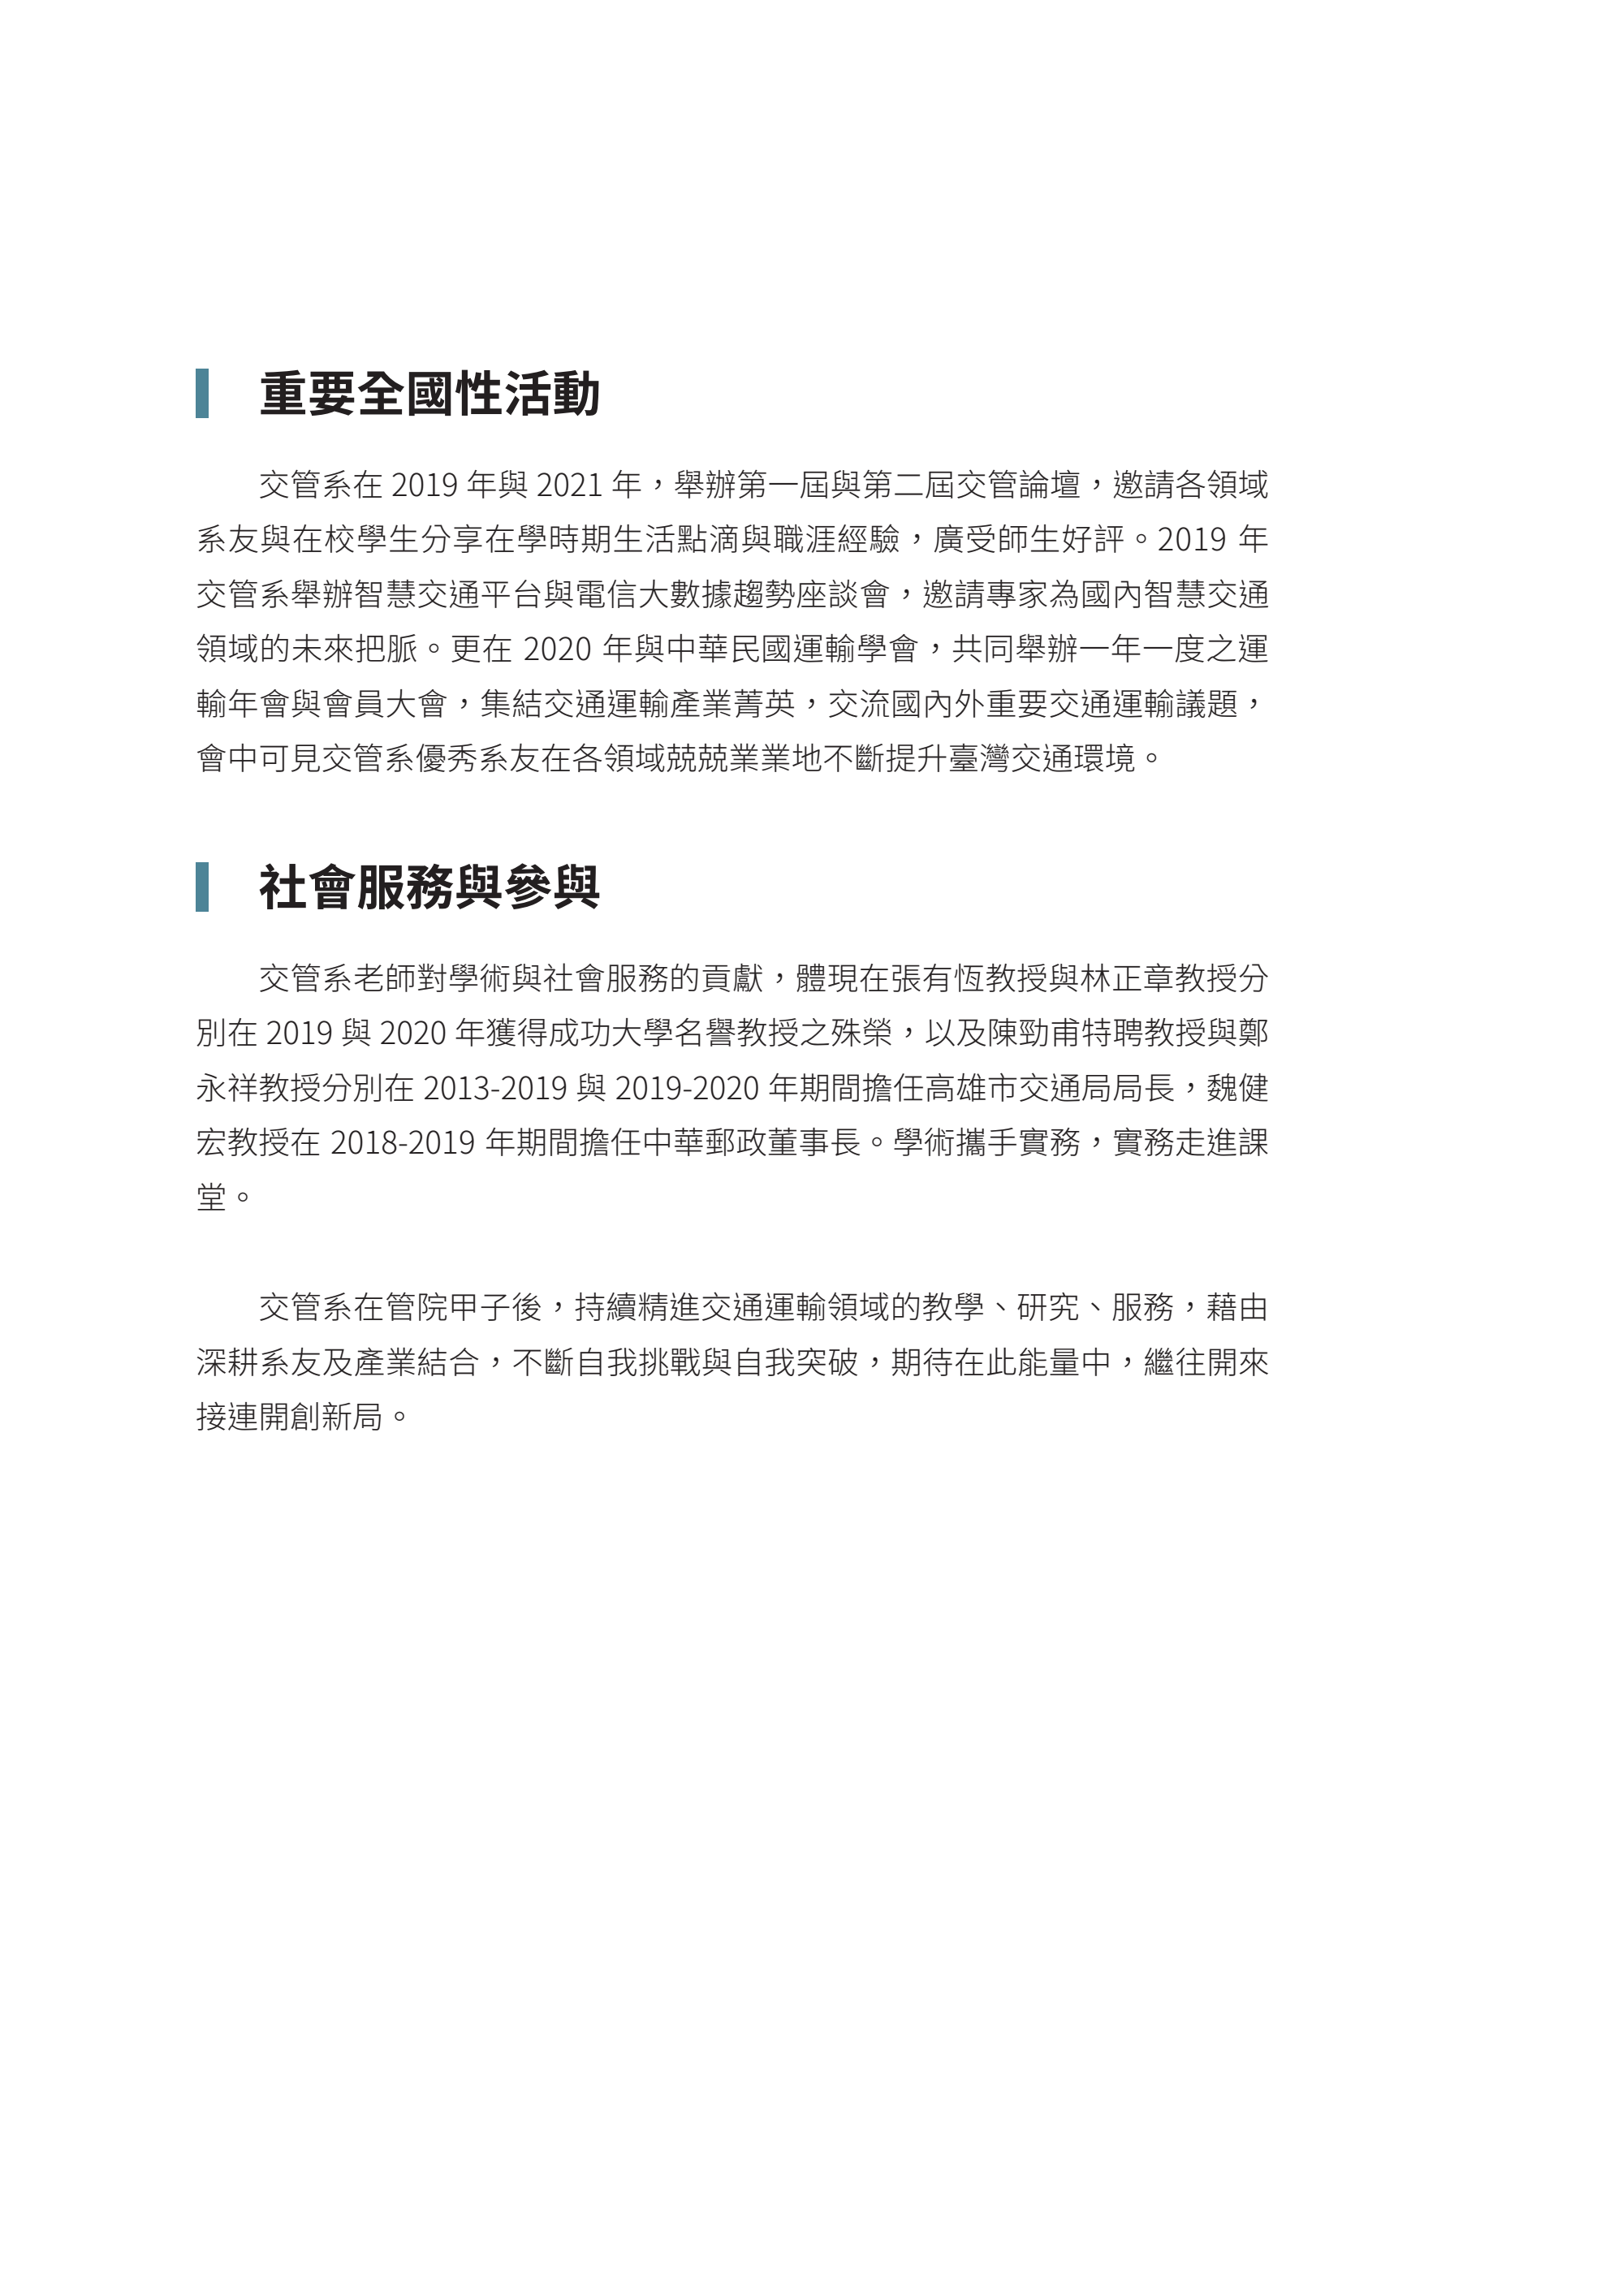 重要全國性活動
交管系在 2019 年與 2021 年，舉辦第一屆與第二屆交管論壇，邀請各領域
系友與在校學生分享在學時期生活點滴與職涯經驗，廣受師生好評。2019 年
交管系舉辦智慧交通平台與電信大數據趨勢座談會，邀請專家為國內智慧交通
領域的未來把脈。更在 2020 年與中華民國運輸學會，共同舉辦一年一度之運
輸年會與會員大會，集結交通運輸產業菁英，交流國內外重要交通運輸議題，
會中可見交管系優秀系友在各領域兢兢業業地不斷提升臺灣交通環境。
社會服務與參與
交管系老師對學術與社會服務的貢獻，體現在張有恆教授與林正章教授分
別在 2019 與 2020 年獲得成功大學名譽教授之殊榮，以及陳勁甫特聘教授與鄭
永祥教授分別在 2013-2019 與 2019-2020 年期間擔任高雄市交通局局長，魏健
宏教授在 2018-2019 年期間擔任中華郵政董事長。學術攜手實務，實務走進課
堂。
交管系在管院甲子後，持續精進交通運輸領域的教學、研究、服務，藉由
深耕系友及產業結合，不斷自我挑戰與自我突破，期待在此能量中，繼往開來
接連開創新局。